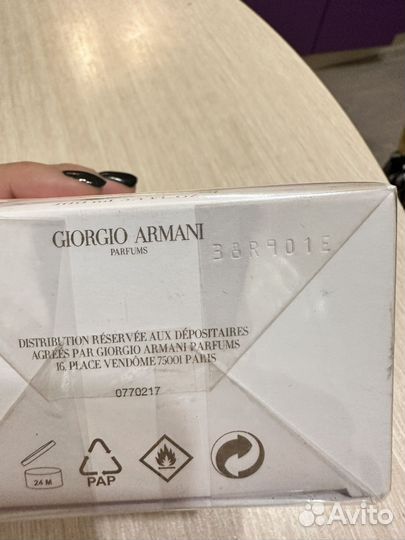 GIORGIO ARMANI
PARFUMS
38R901E
DISTRIBUTION RÉSERVÉE AUX DÉPOSITAIRES
AGRÉÉS PAR GIORGIO ARMANI PARFUMS
16, PLACE VENDÔME 75001 PARIS
0770217
24 M
PAP
Avito